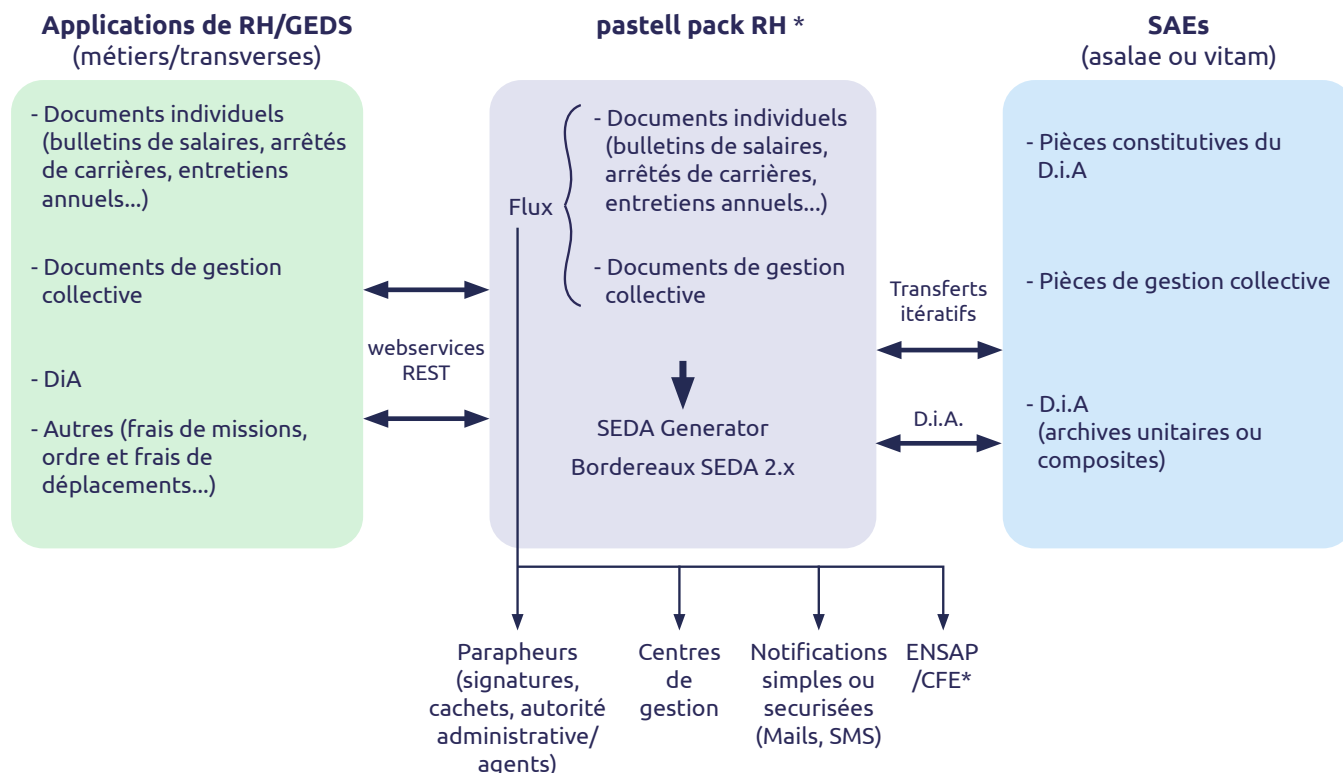 Applications de RH/GEDS
(métiers/transverses)
- Documents individuels
(bulletins de salaires, arrêtés
de carrières, entretiens
annuels...)
- Documents de gestion
collective
- DiA
- Autres (frais de missions,
ordre et frais de
déplacements...)
webservices
REST
pastell pack RH *
Flux
- Documents individuels
(bulletins de salaires,
arrêtés de carrières,
entretiens annuels...)
- Documents de gestion
collective
SEDA Generator
Bordereaux SEDA 2.x
Transferts
itératifs
D.i.A.
SAEs
(asalae ou vitam)
- Pièces constitutives du
D.i.A
- Pièces de gestion collective
- D.i.A
(archives unitaires ou
composites)
Parapheurs
(signatures,
cachets, autorité
administrative/
agents)
Centres
de
gestion
Notifications
simples ou
securisées
(Mails, SMS)
ENSAP
/CFE*